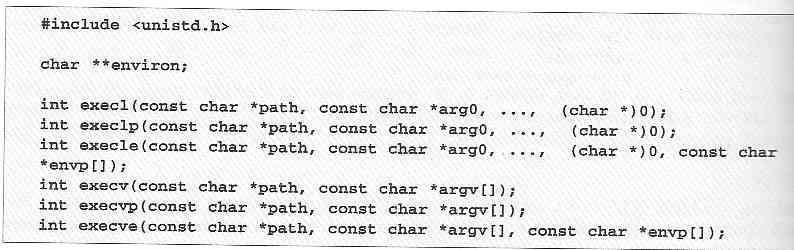 #include <unistd.h>
char **environ;
int execl(const char *path, const char *arg0, ..., (char *)0);
int execlp(const char *path, const char *arg0, ..., (char *)0);
int execle(const char *path, const char *arg0, ..., (char *)0, const char
*envp[]);
int execv(const char *path, const char *argv[]);
int execvp(const char *path, const char *argv[]);
int execve(const char *path, const char *argv[], const char *envp[]);